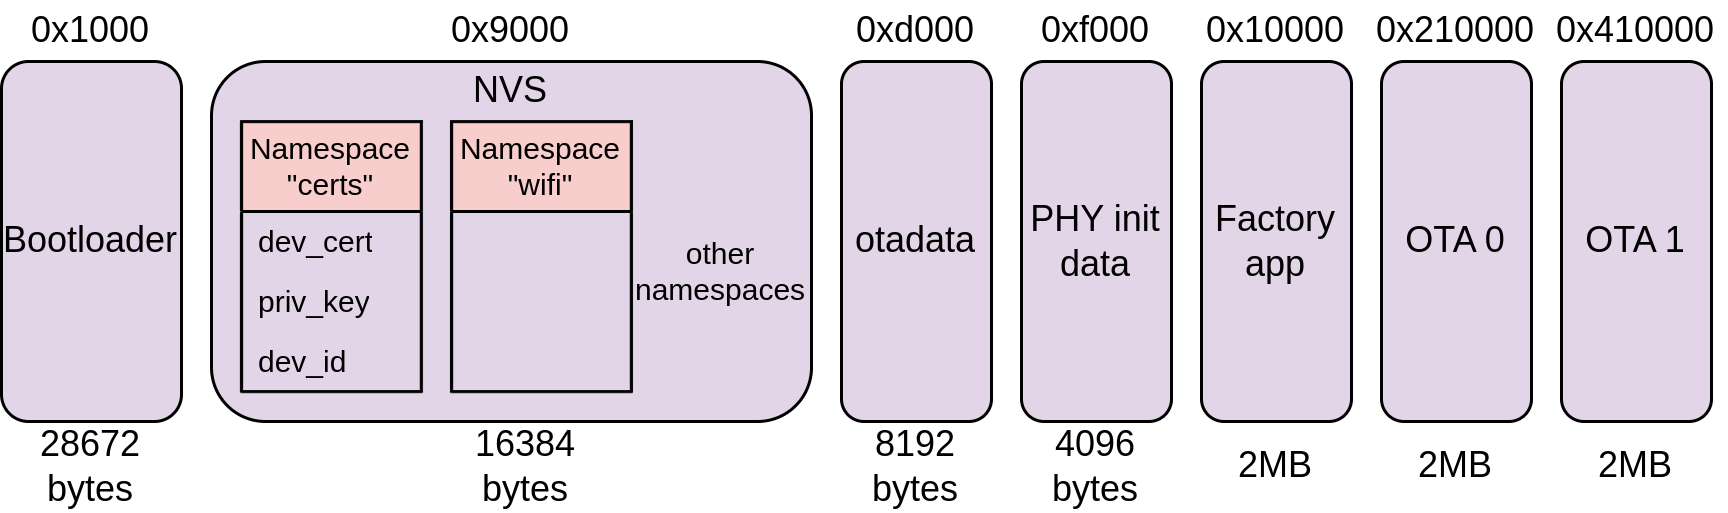 0x1000
0x9000
0xd000
0xf000
0x10000
0x210000
0x410000
Bootloader
NVS
Namespace
"certs"
dev_cert
priv_key
dev_id
Namespace
"wifi"
other
namespaces
otadata
PHY init
data
Factory
app
OTA 0
OTA 1
28672
bytes
16384
bytes
8192
bytes
4096
bytes
2MB
2MB
2MB